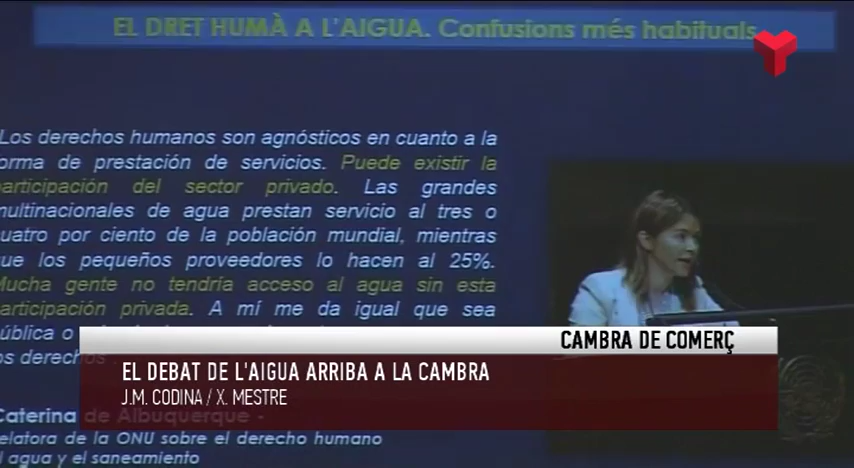 EL DRET HUMÀ A L'AIGUA. Confusions més habituals
Los derechos humanos son agnósticos en cuanto a la
orma de prestación de servicios. Puede existir la
articipación del sector privado. Las grandes
multinacionales de agua prestan servicio al tres o
uatro por ciento de la población mundial, mientras
ue los pequeños proveedores lo hacen al 25%.
Mucha gente no tendría acceso al agua sin esta
articipación privada. A mí me da igual que sea
pública o
os derechos
CAMBRA DE COMERÇ
EL DEBAT DE L'AIGUA ARRIBA A LA CAMBRA
J.M. CODINA / X. MESTRE
Caterina de Albuquerque -
elatora de la ONU sobre el derecho humano
l agua y el saneamiento